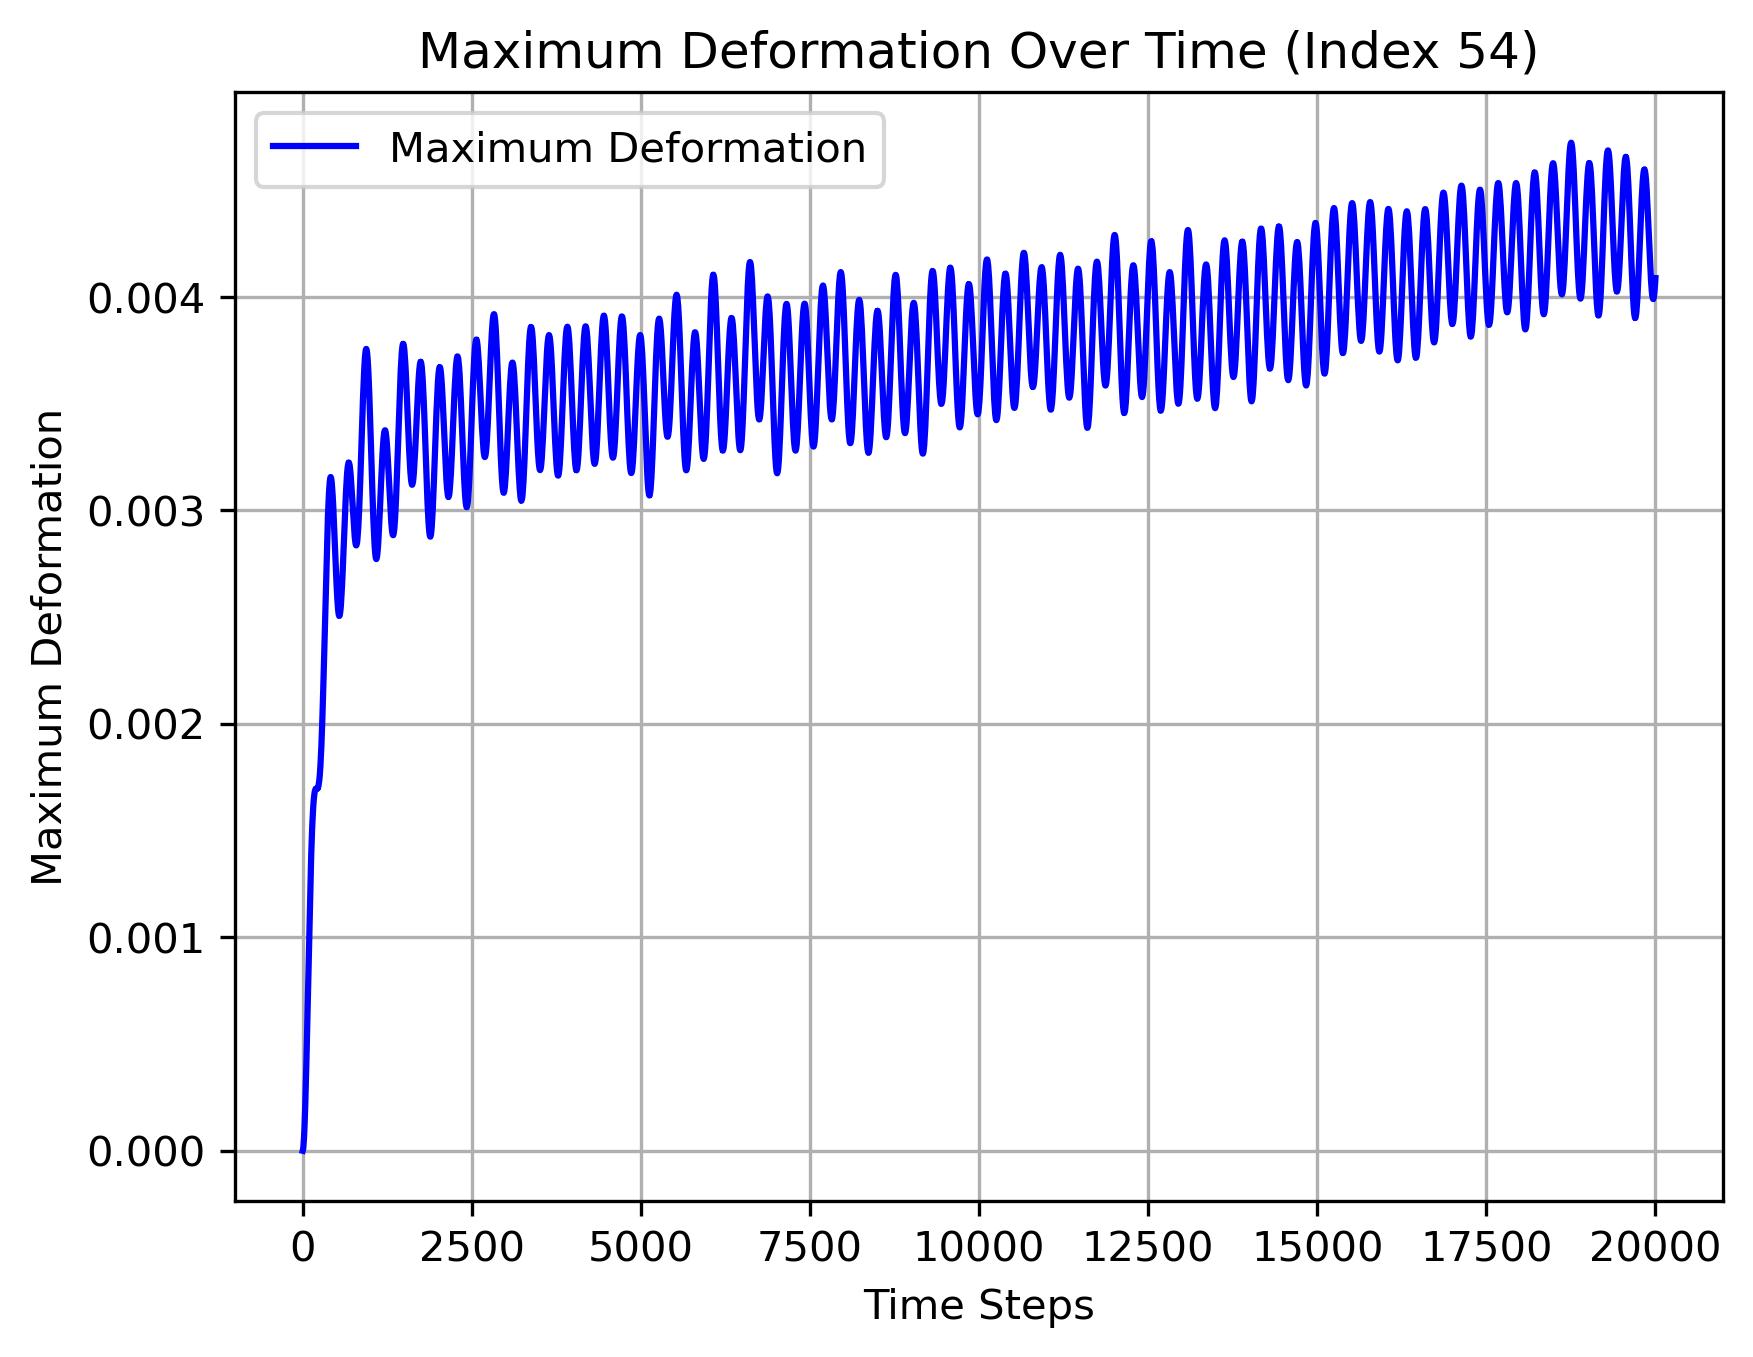 Maximum Deformation Over Time (Index 54)
Maximum Deformation
Maximum Deformation
0.004
0.003
0.002
0.001
0.000
0 2500 5000 7500 10000 12500 15000 17500 20000
Time Steps